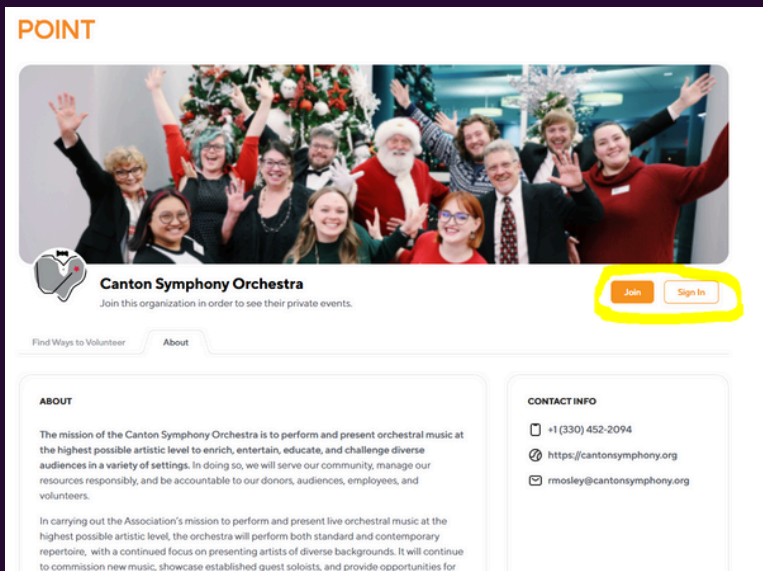 POINT
Canton Symphony Orchestra
Join this organization in order to see their private events.
Join
Sign In
Find Ways to Volunteer
About
ABOUT
The mission of the Canton Symphony Orchestra is to perform and present orchestral music at
the highest possible artistic level to enrich, entertain, educate, and challenge diverse
audiences in a variety of settings. In doing so, we will serve our community, manage our
resources responsibly, and be accountable to our donors, audiences, employees, and
volunteers.
In carrying out the Association's mission to perform and present live orchestral music at the
highest possible artistic level, the orchestra will perform both standard and contemporary
repertoire, with a continued focus on presenting artists of diverse backgrounds. It will continue
to commission new music, showcase established guest soloists, and provide opportunities for
CONTACT INFO
+1 (330) 452-2094
https://cantonsymphony.org
rmosley@cantonsymphony.org